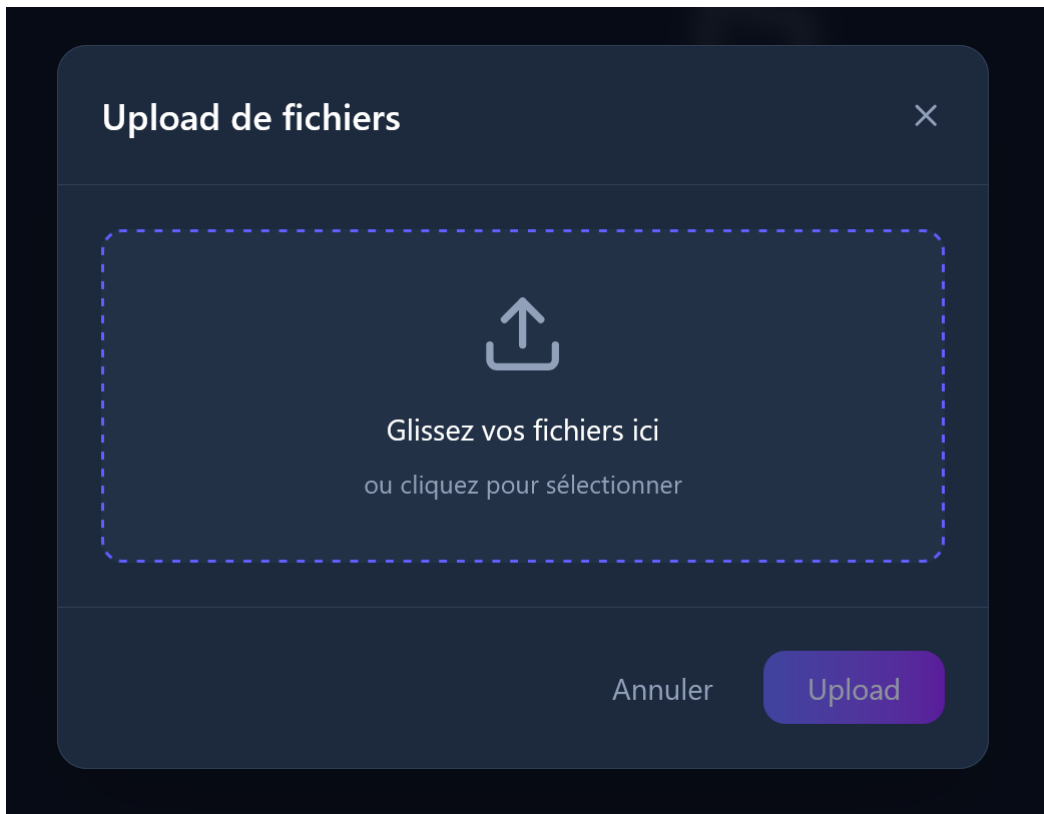 Upload de fichiers
Glissez vos fichiers ici
ou cliquez pour sélectionner
Annuler
Upload